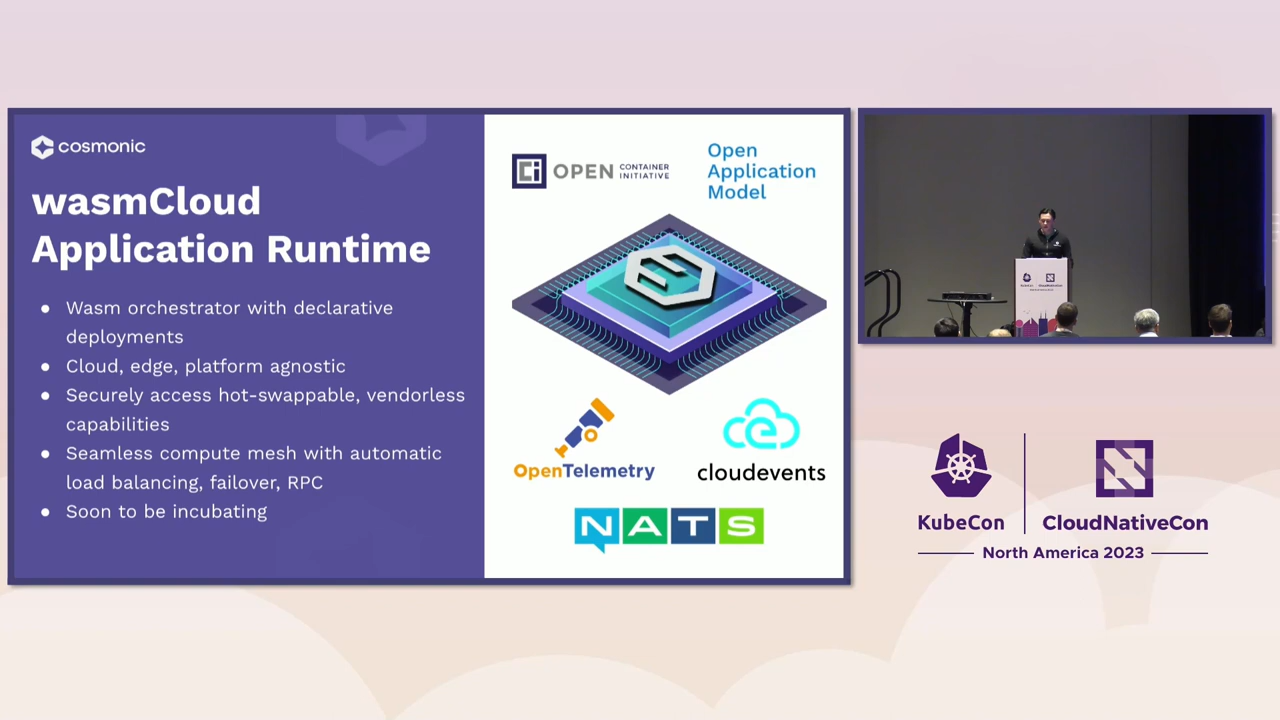 cosmonic
wasmCloud
Application Runtime
● Wasm orchestrator with declarative
deployments
● Cloud, edge, platform agnostic
● Securely access hot-swappable, vendorless
capabilities
● Seamless compute mesh with automatic
load balancing, failover, RPC
● Soon to be incubating
OPEN CONTAINER
INITIATIVE
Open
Application
Model
OpenTelemetry
cloudevents
NATS
KubeCon
CloudNativeCon
North America 2023